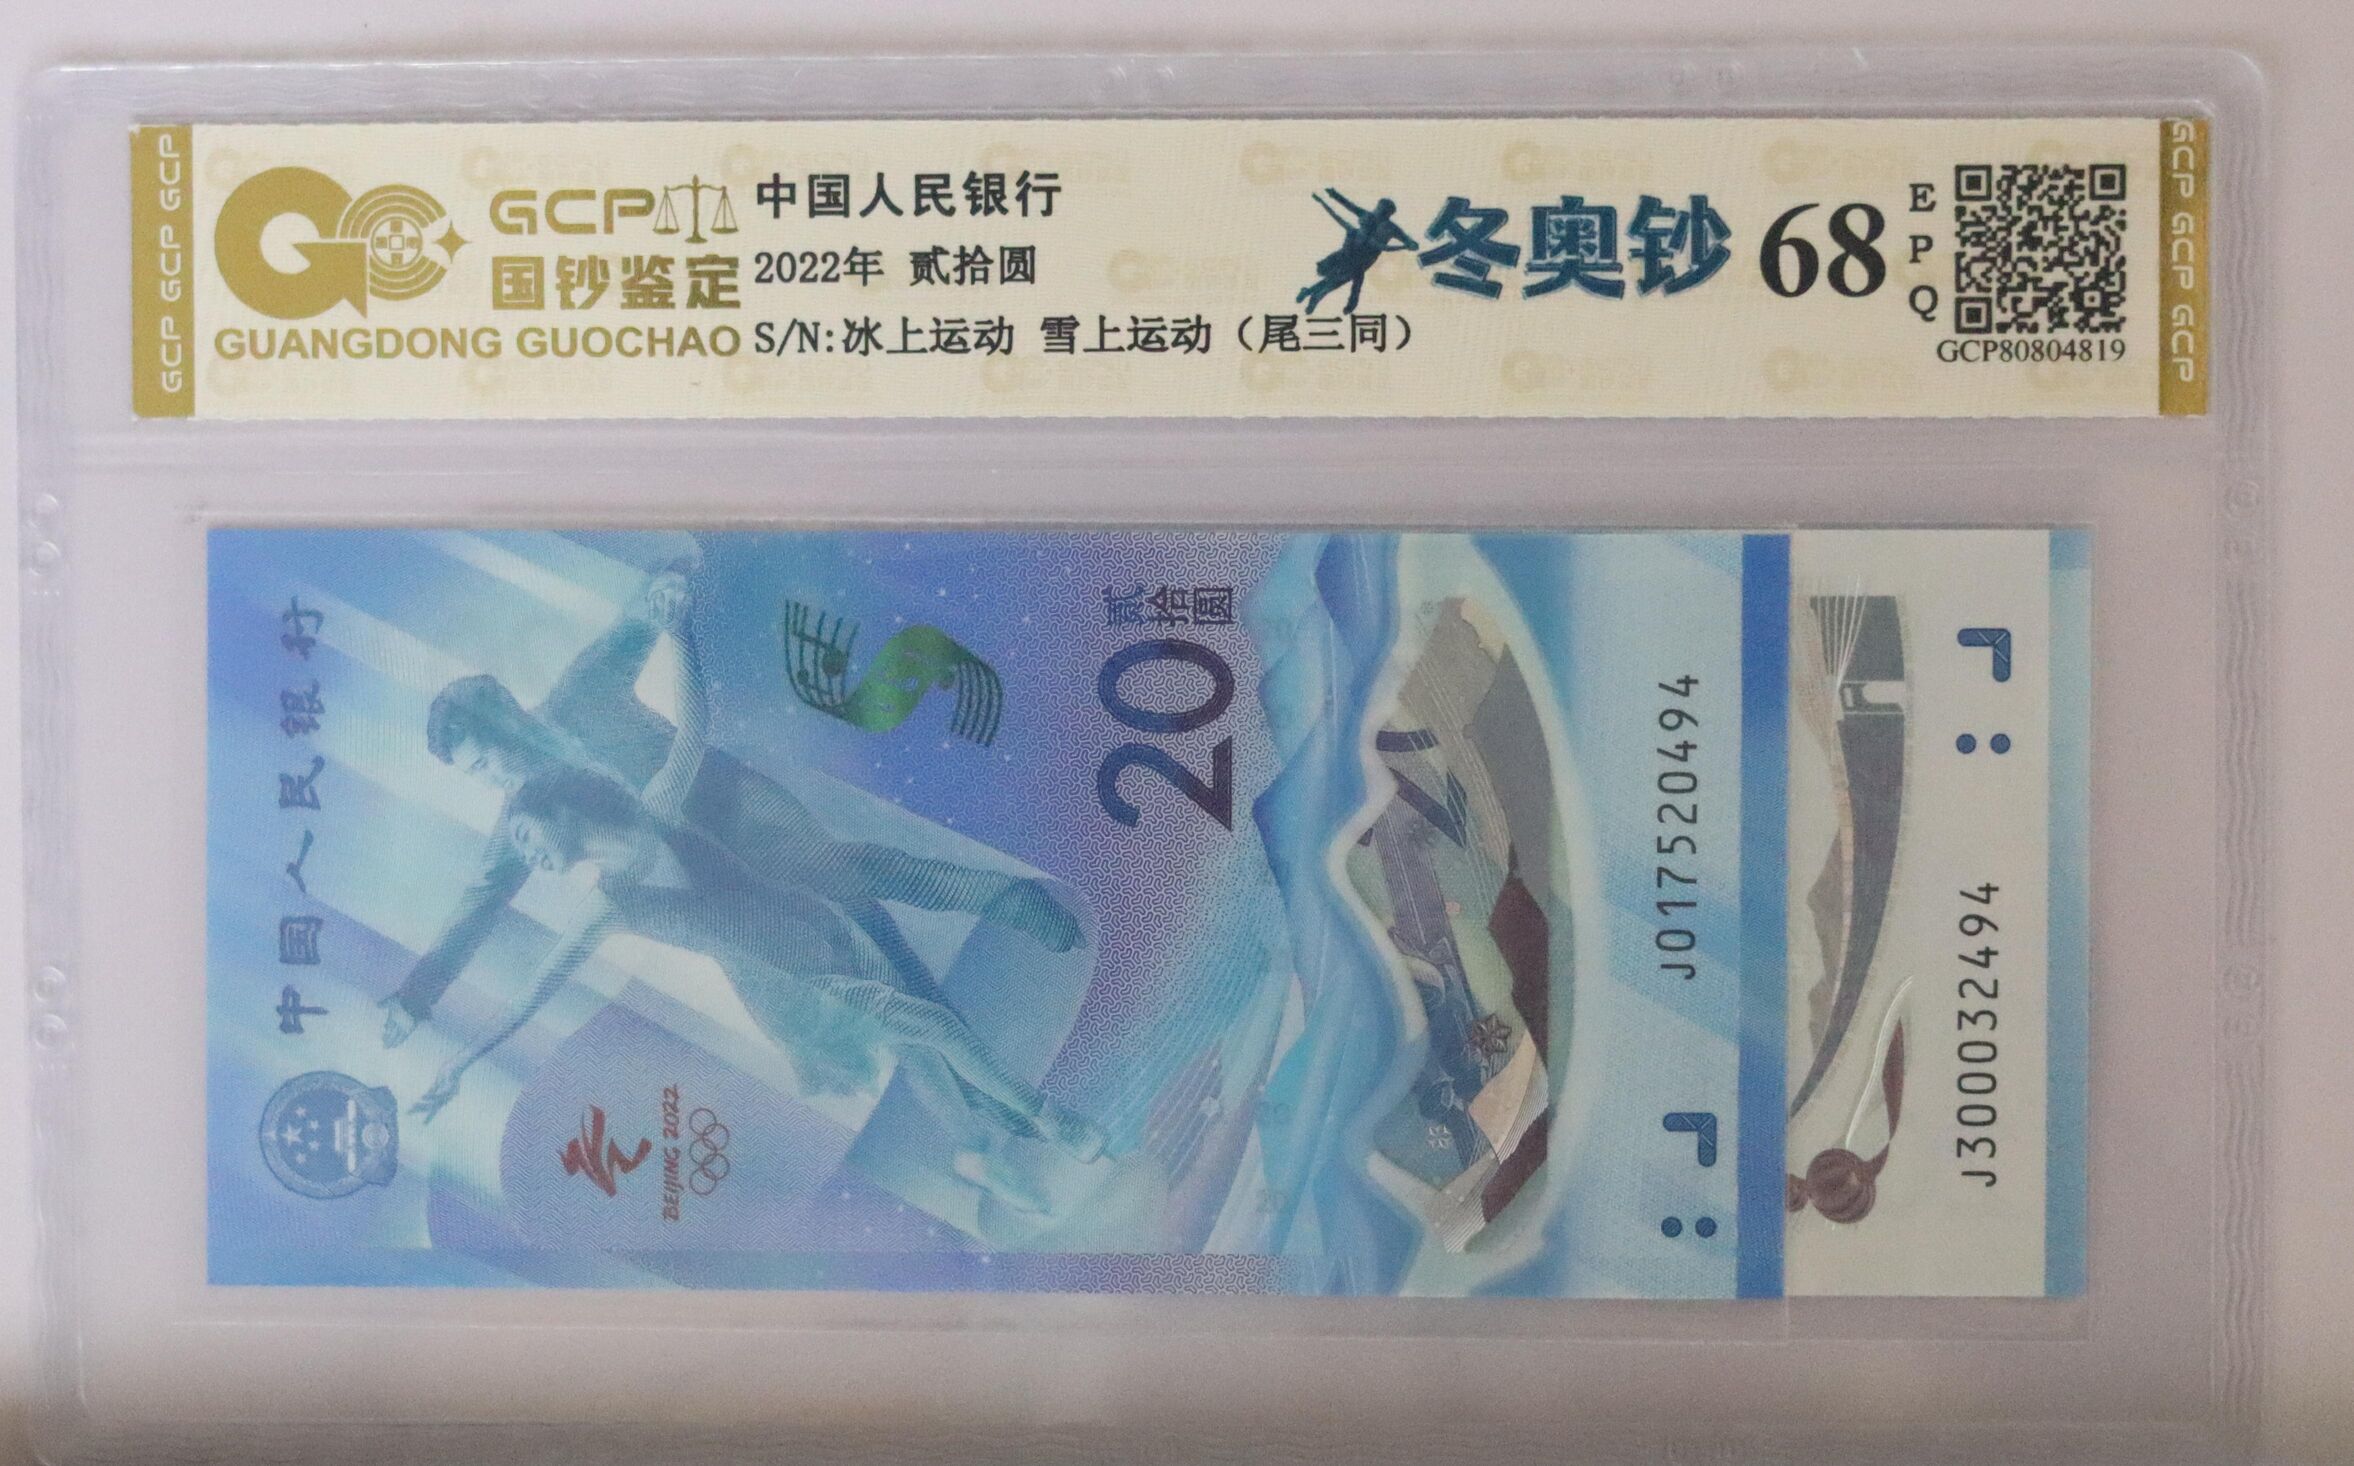 GCP GCP GCP
GCP
国钞鉴定
GUANGDONG GUOCHAO
中国人民银行
2022年 贰拾圆
S/N:冰上运动 雪上运动（尾三同）
冬奥钞
68
EPQ
GCP80804819
GCP GCP GCP
中国人民银行
BEIJING 2022
贰拾圆
20
J017520494
J300032494